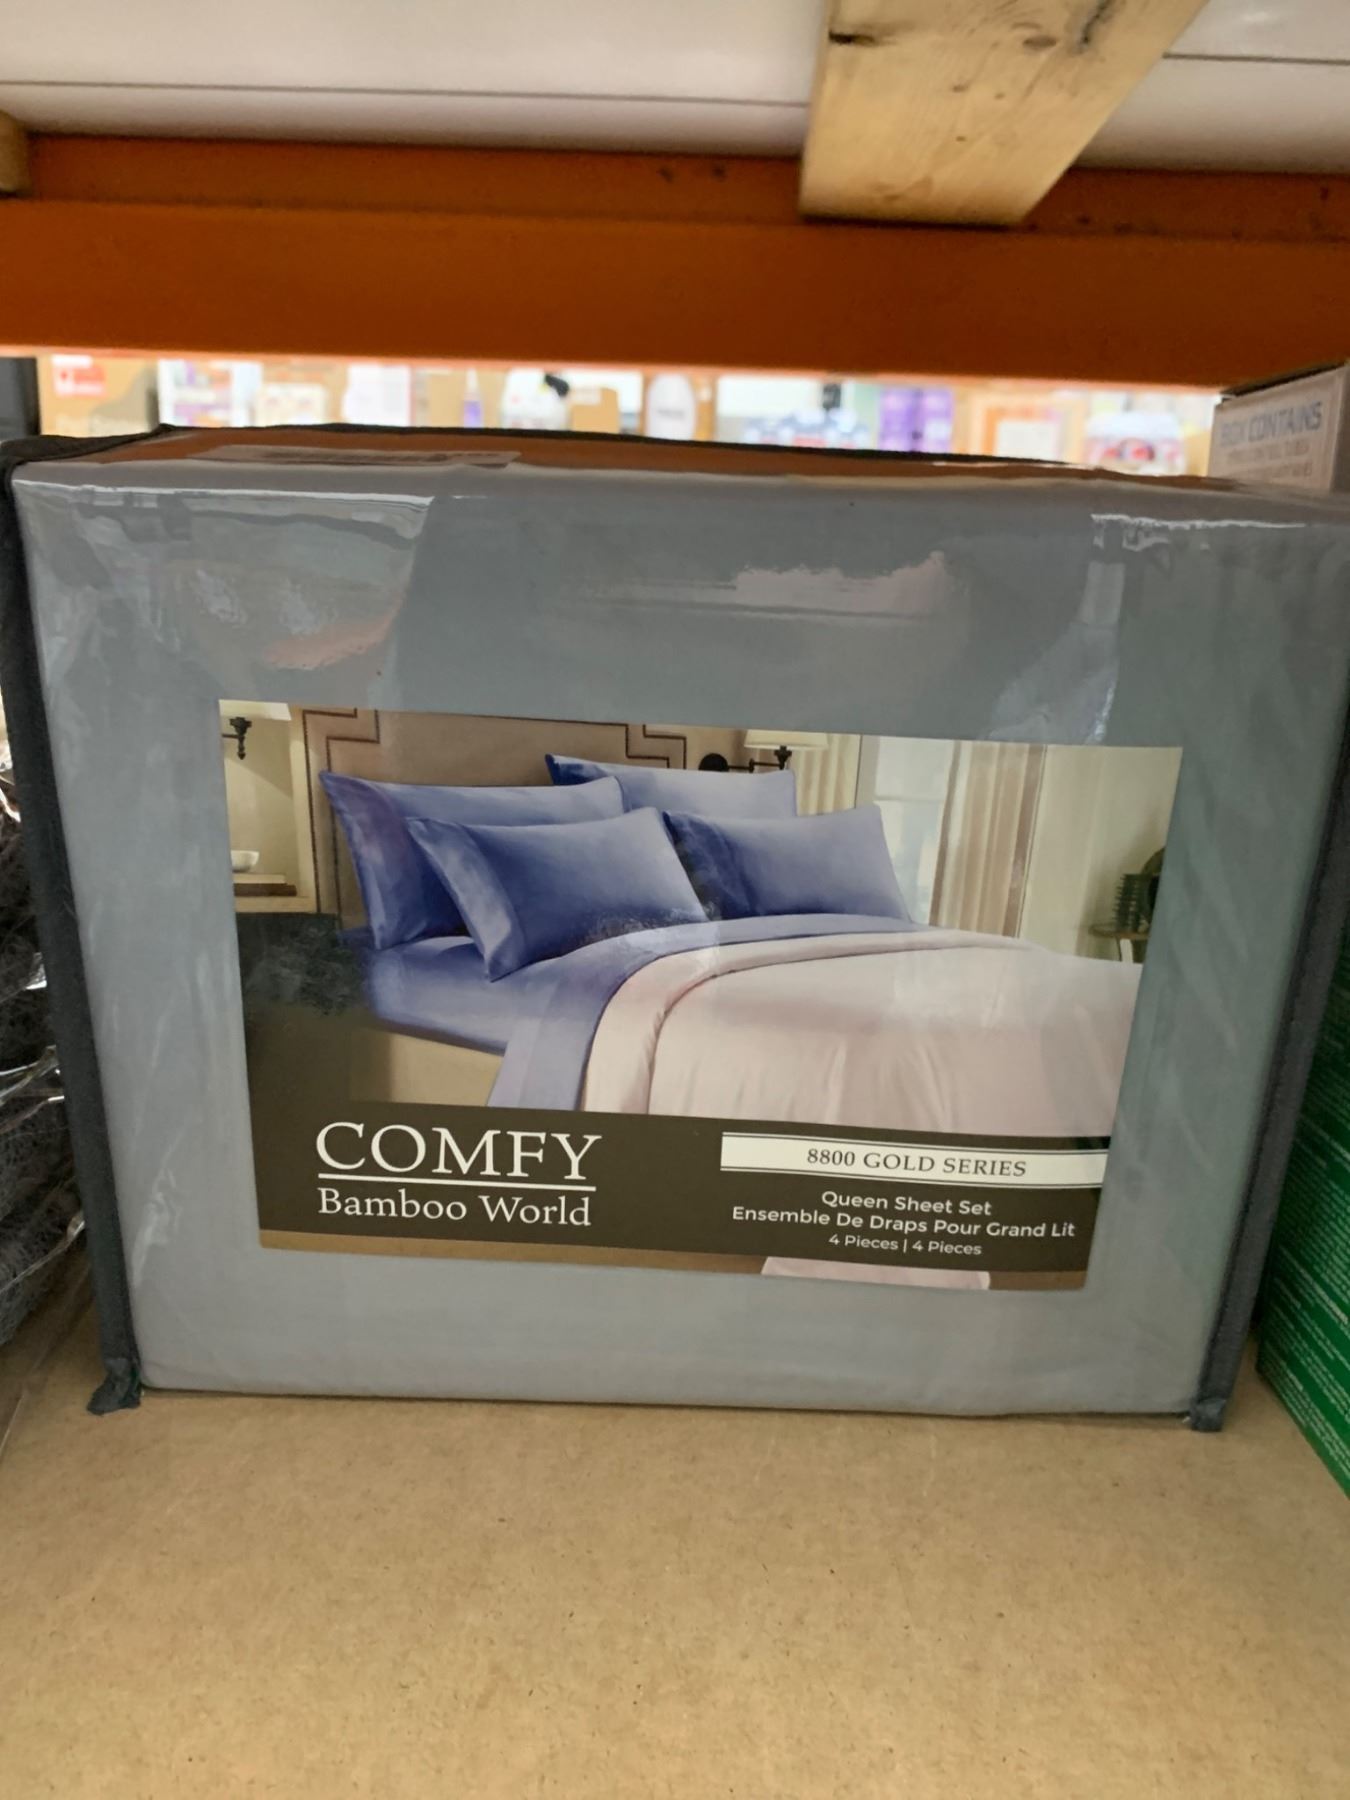 BOX CONTAINS
COMFY
Bamboo World
8800 GOLD SERIES
Queen Sheet Set
Ensemble De Draps Pour Grand Lit
4 Pieces | 4 Pieces